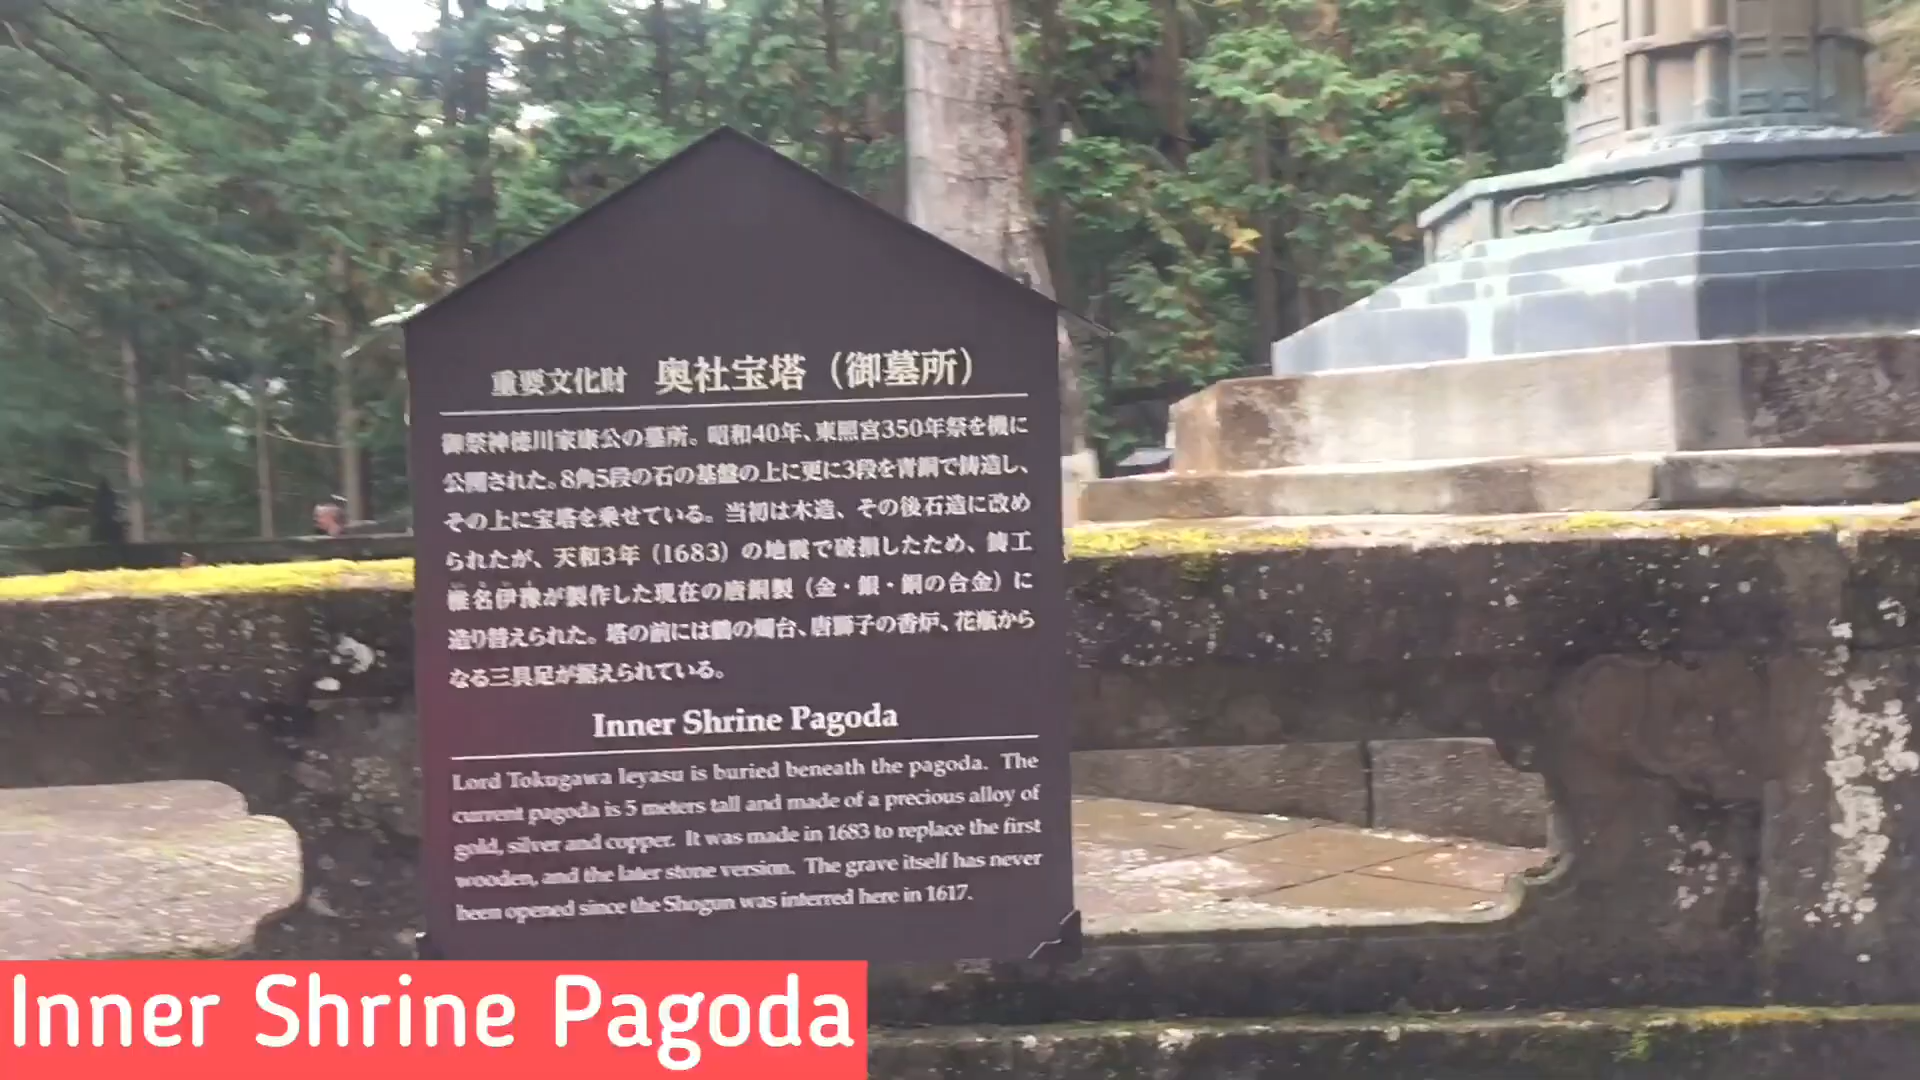 重要文化財 奥社宝塔（御墓所）
御祭神徳川家康公の墓所。昭和40年、東照宮350年祭を機に
公開された。8角5段の石の基盤の上に更に3段を青銅で鋳造し、
その上に宝塔を乗せている。当初は木造、その後石造に改め
られたが、天和3年（1683）の地震で破損したため、鋳工
椎名伊豫が製作した現在の唐銅製（金・銀・銅の合金）に
造り替えられた。塔の前には鶴の燭台、唐獅子の香炉、花瓶から
なる三具足が据えられている。
Inner Shrine Pagoda
Lord Tokugawa Ieyasu is buried beneath the pagoda. The
current pagoda is 5 meters tall and made of a precious alloy of
gold, silver and copper. It was made in 1683 to replace the first
wooden, and the later stone version. The grave itself has never
been opened since the Shogun was interred here in 1617.
Inner Shrine Pagoda